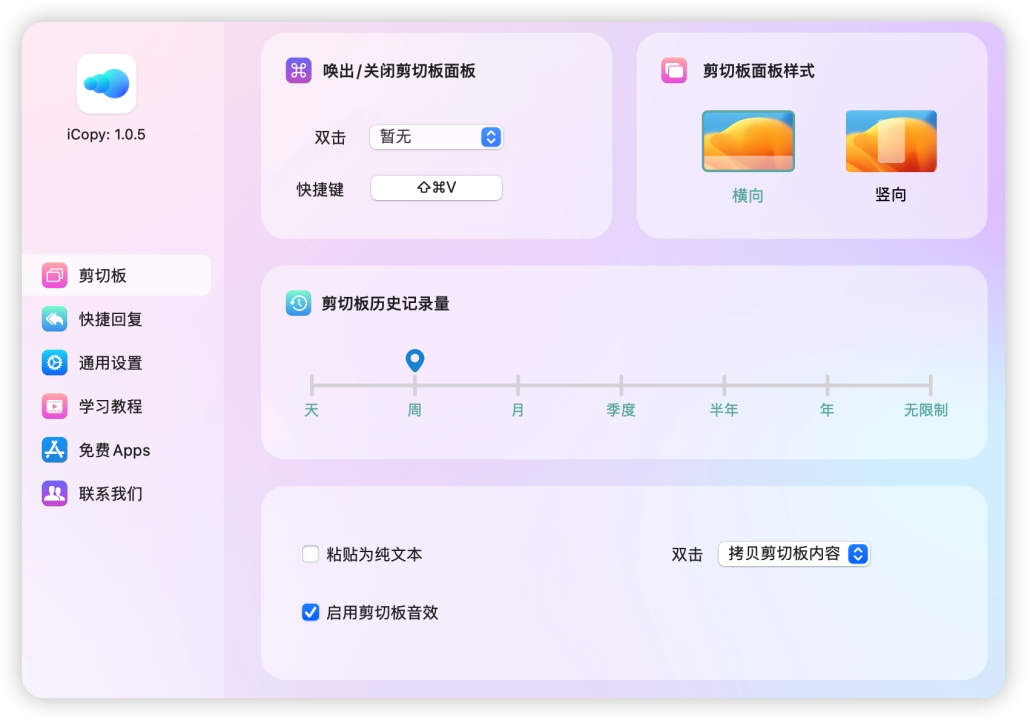 iCopy: 1.0.5
剪切板
快捷回复
通用设置
学习教程
免费 Apps
联系我们
唤出/关闭剪切板面板
双击 暂无
快捷键 ⇧⌘V
剪切板面板样式
横向 竖向
剪切板历史记录量
天 周 月 季度 半年 年 无限制
粘贴为纯文本 双击 拷贝剪切板内容
启用剪切板音效